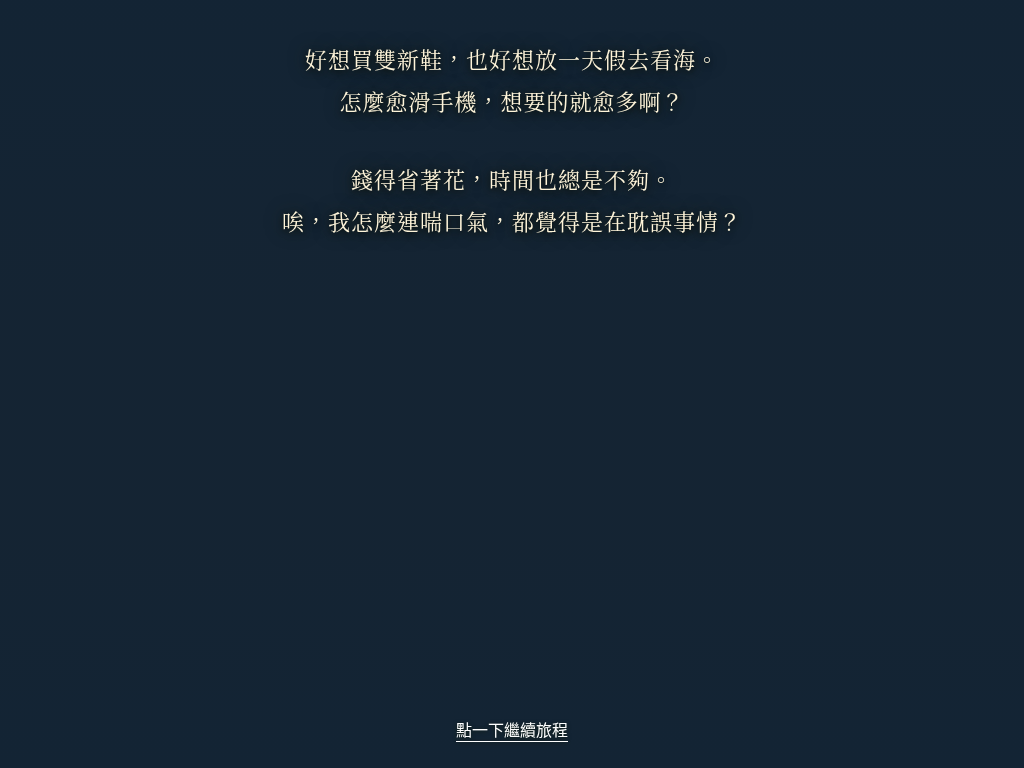 好想買雙新鞋，也好想放一天假去看海。
怎麼愈滑手機，想要的就愈多啊？
錢得省著花，時間也總是不夠。
唉，我怎麼連喘口氣，都覺得是在耽誤事情？
點一下繼續旅程